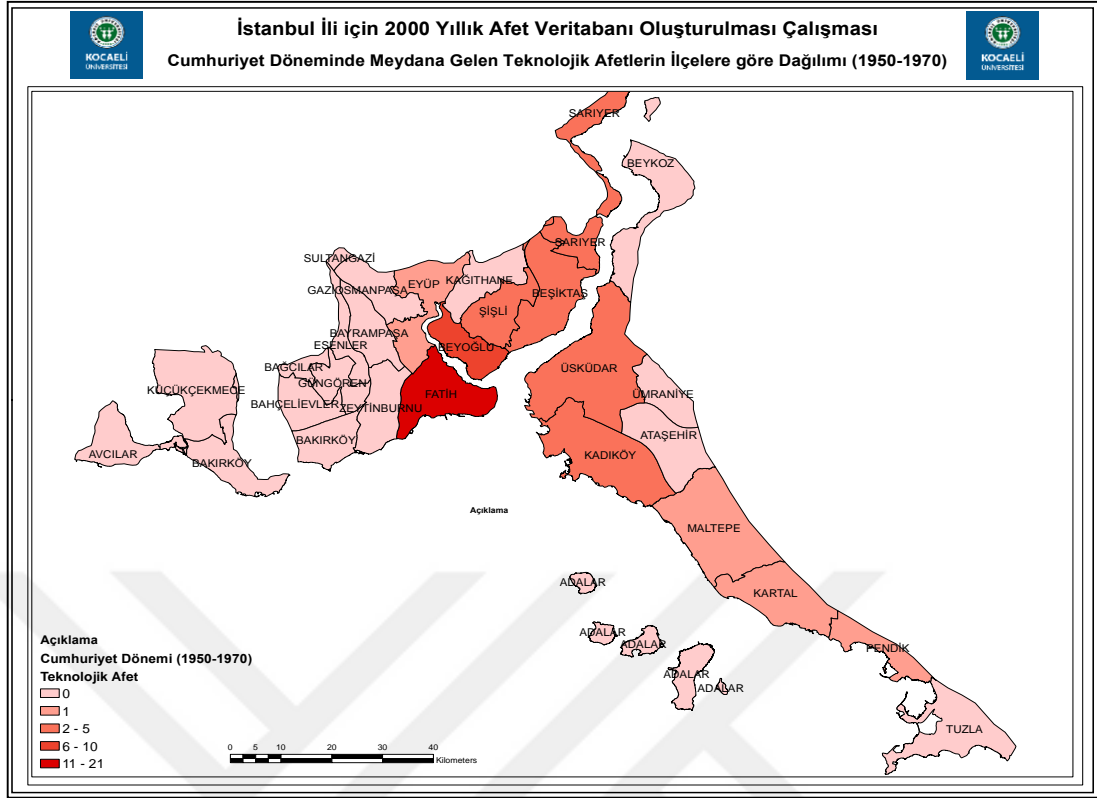 İstanbul İli için 2000 Yıllık Afet Veritabanı Oluşturulması Çalışması
Cumhuriyet Döneminde Meydana Gelen Teknolojik Afetlerin İlçelere göre Dağılımı (1950-1970)
KOCAELİ
ÜNİVERSİTESİ
KOCAELİ
ÜNİVERSİTESİ
SARIYER
BEYKOZ
SARIYER
SULTANGAZİ
KAĞITHANE
EYÜP
GAZİOSMANPAŞA
BEŞİKTAŞ
ŞİŞLİ
BAYRAMPAŞA
ESENLER
BEYOĞLU
BAĞCILAR
ÜSKÜDAR
GÜNGÖREN
KÜÇÜKÇEKMECE
FATİH
ÜMRANİYE
BAHÇELİEVLER
ZEYTİNBURNU
ATAŞEHİR
BAKIRKÖY
AVCILAR
KADIKÖY
BAKIRKÖY
Açıklama
MALTEPE
ADALAR
KARTAL
ADALAR
ADALAR
PENDİK
ADALAR
ADALAR
TUZLA
Açıklama
Cumhuriyet Dönemi (1950-1970)
Teknolojik Afet
0
1
2 - 5
6 - 10
11 - 21
0 5 10 20 30 40
Kilometers